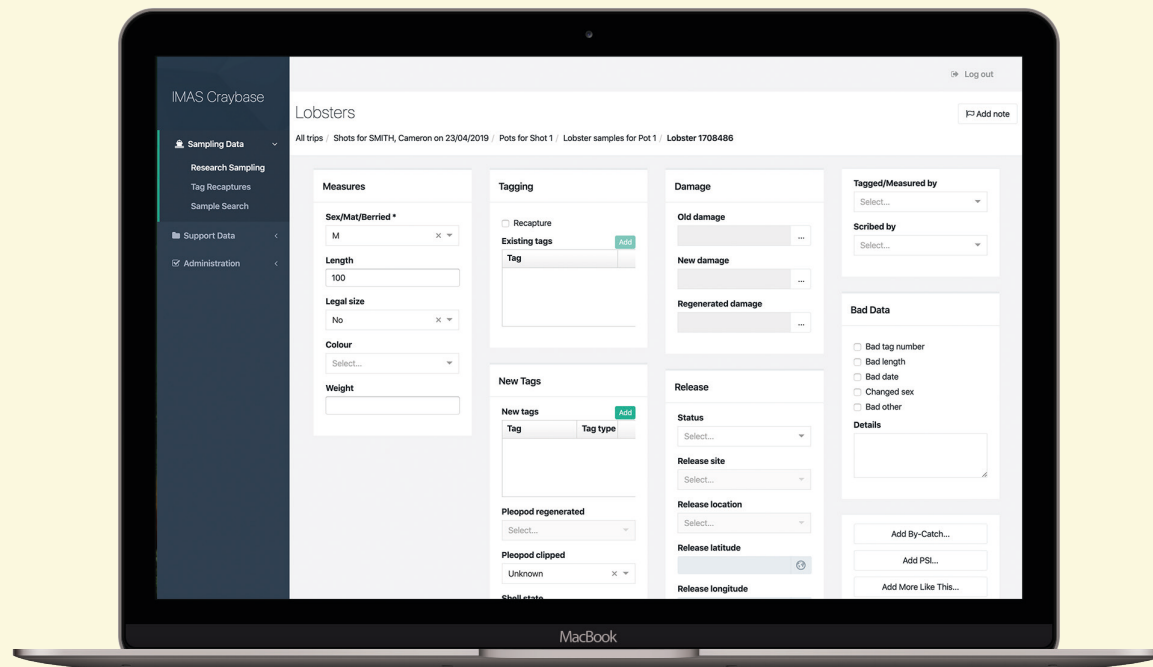 Log out
IMAS Craybase
Lobsters
Add note
All trips / Shots for SMITH, Cameron on 23/04/2019 / Pots for Shot 1 / Lobster samples for Pot 1 / Lobster 1708486
Sampling Data
Research Sampling
Tag Recaptures
Sample Search
Support Data
Administration
Measures
Sex/Mat/Berried *
M
Length
100
Legal size
No
Colour
Select...
Weight
Tagging
Recapture
Existing tags
Add
Tag
New Tags
New tags
Add
Tag Tag type
Pleopod regenerated
Select...
Pleopod clipped
Unknown
Shell state
Damage
Old damage
...
New damage
...
Regenerated damage
...
Release
Status
Select...
Release site
Select...
Release location
Select...
Release latitude
Release longitude
Tagged/Measured by
Select...
Scribed by
Select...
Bad Data
Bad tag number
Bad length
Bad date
Changed sex
Bad other
Details
Add By-Catch...
Add PSI...
Add More Like This...
MacBook